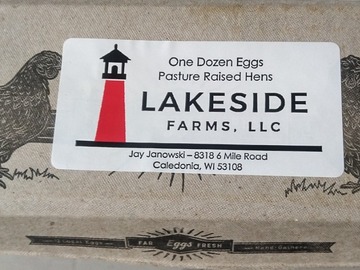 One Dozen Eggs
Pasture Raised Hens
LAKESIDE
FARMS, LLC
Jay Janowski – 8318 6 Mile Road
Caledonia, WI 53108
FAR Eggs FRESH